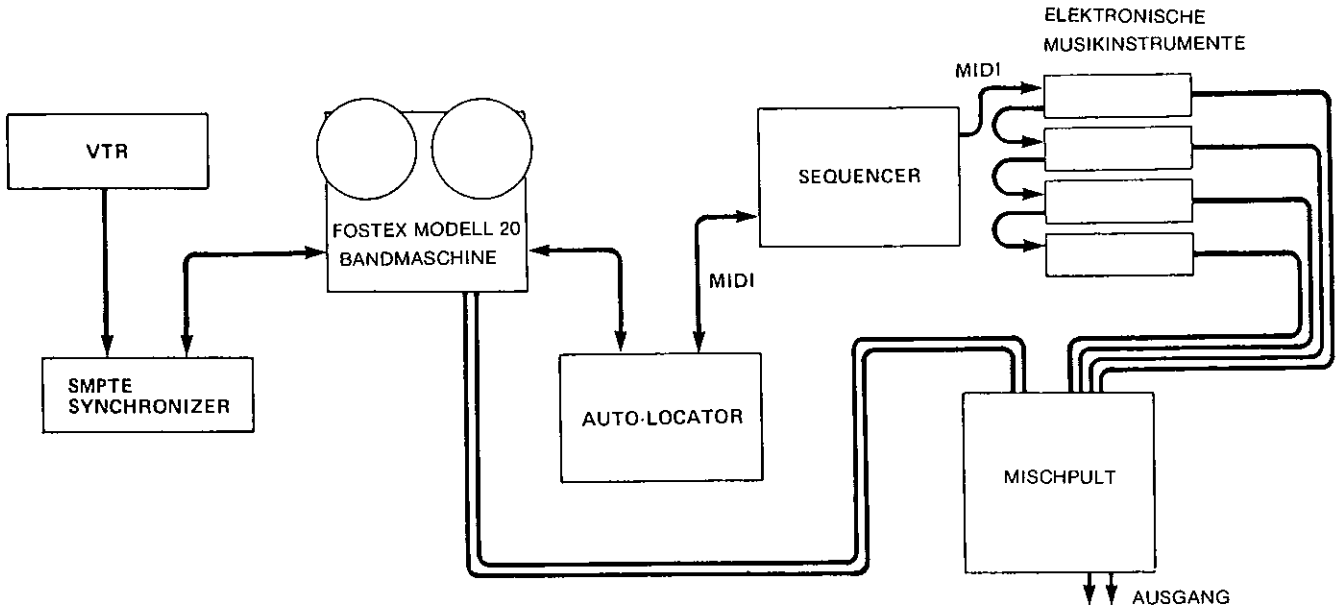 ELEKTRONISCHE
MUSIKINSTRUMENTE
MIDI
VTR
SEQUENCER
FOSTEX MODELL 20
BANDMASCHINE
MIDI
SMPTE
SYNCHRONIZER
AUTO-LOCATOR
MISCHPULT
AUSGANG